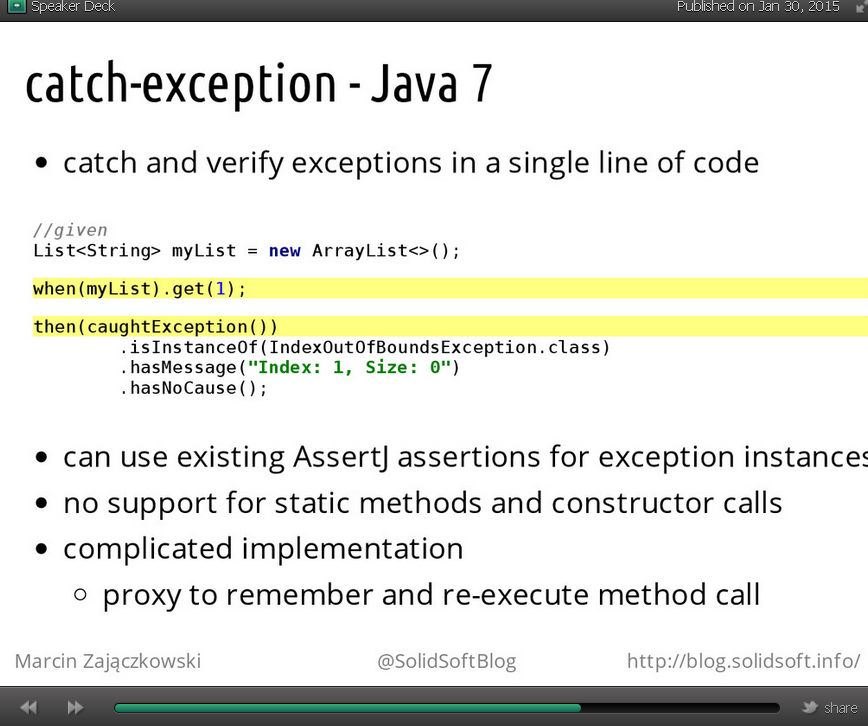 Speaker Deck
Published on Jan 30, 2015
catch-exception - Java 7
• catch and verify exceptions in a single line of code
//given
List<String> myList = new ArrayList<>();
when(myList).get(1);
then(caughtException())
.isInstanceOf(IndexOutOfBoundsException.class)
.hasMessage("Index: 1, Size: 0")
.hasNoCause();
• can use existing AssertJ assertions for exception instances
• no support for static methods and constructor calls
• complicated implementation
○ proxy to remember and re-execute method call
Marcin Zajączkowski
@SolidSoftBlog
http://blog.solidsoft.info/
share